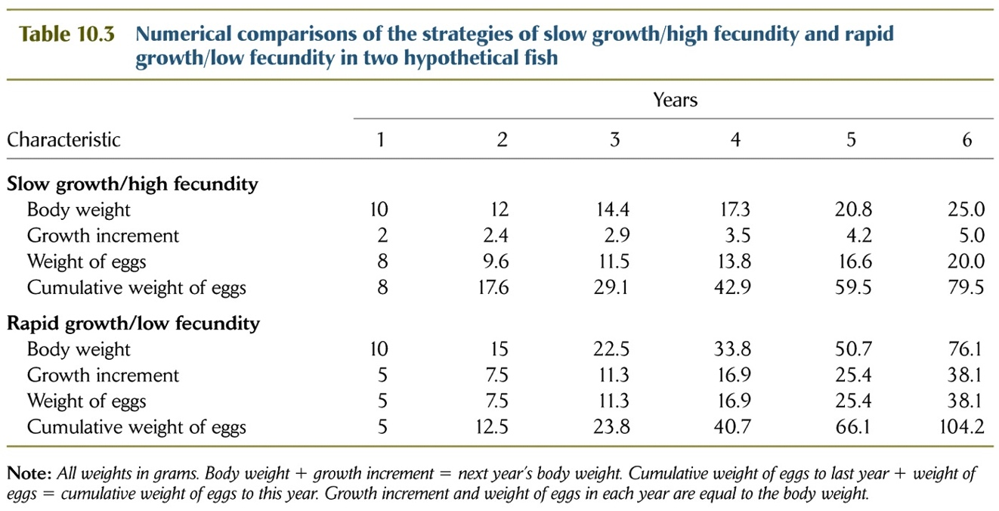 Table 10.3 Numerical comparisons of the strategies of slow growth/high fecundity and rapid
growth/low fecundity in two hypothetical fish
Years
Characteristic 1 2 3 4 5 6
Slow growth/high fecundity
Body weight 10 12 14.4 17.3 20.8 25.0
Growth increment 2 2.4 2.9 3.5 4.2 5.0
Weight of eggs 8 9.6 11.5 13.8 16.6 20.0
Cumulative weight of eggs 8 17.6 29.1 42.9 59.5 79.5
Rapid growth/low fecundity
Body weight 10 15 22.5 33.8 50.7 76.1
Growth increment 5 7.5 11.3 16.9 25.4 38.1
Weight of eggs 5 7.5 11.3 16.9 25.4 38.1
Cumulative weight of eggs 5 12.5 23.8 40.7 66.1 104.2
Note: All weights in grams. Body weight + growth increment = next year's body weight. Cumulative weight of eggs to last year + weight of
eggs = cumulative weight of eggs to this year. Growth increment and weight of eggs in each year are equal to the body weight.